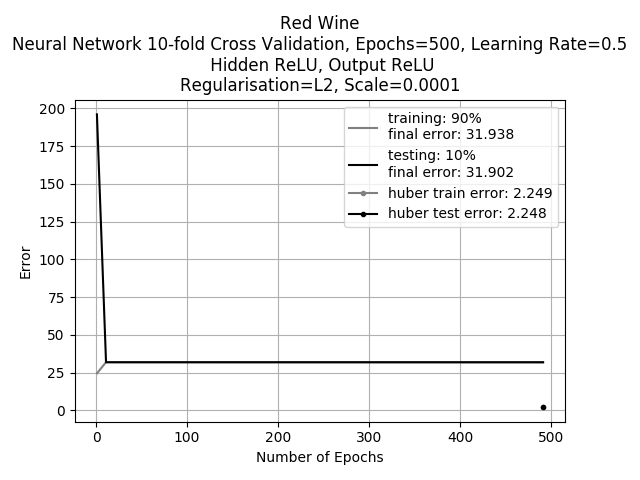 Red Wine
Neural Network 10-fold Cross Validation, Epochs=500, Learning Rate=0.5
Hidden ReLU, Output ReLU
Regularisation=L2, Scale=0.0001
200
175
150
125
100
75
50
25
0
Error
training: 90%
final error: 31.938
testing: 10%
final error: 31.902
huber train error: 2.249
huber test error: 2.248
0 100 200 300 400 500
Number of Epochs